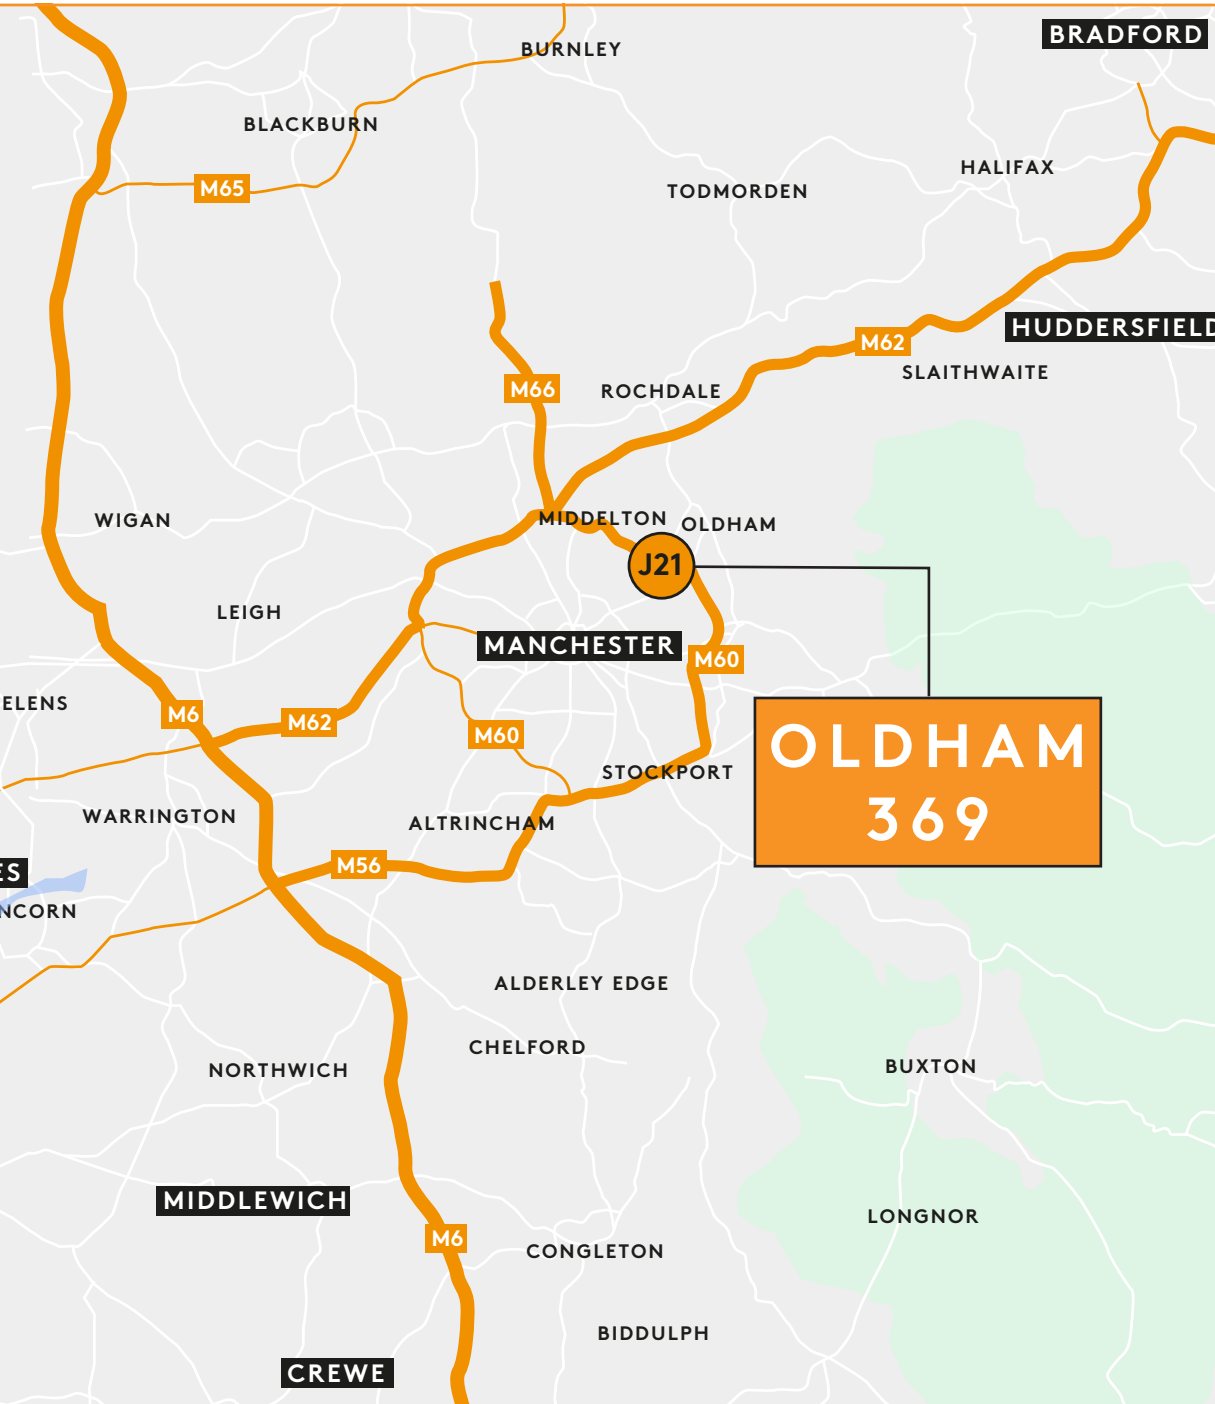 BRADFORD
BURNLEY
BLACKBURN
HALIFAX
M65
TODMORDEN
HUDDERSFIELD
M62
SLAITHWAITE
M66
ROCHDALE
WIGAN
MIDDELTON
OLDHAM
J21
LEIGH
MANCHESTER
M60
ELENS
M6
M62
M60
OLDHAM
369
STOCKPORT
WARRINGTON
ALTRINCHAM
M56
ES
NCORN
ALDERLEY EDGE
CHELFORD
NORTHWICH
BUXTON
MIDDLEWICH
LONGNOR
M6
CONGLETON
BIDDULPH
CREWE